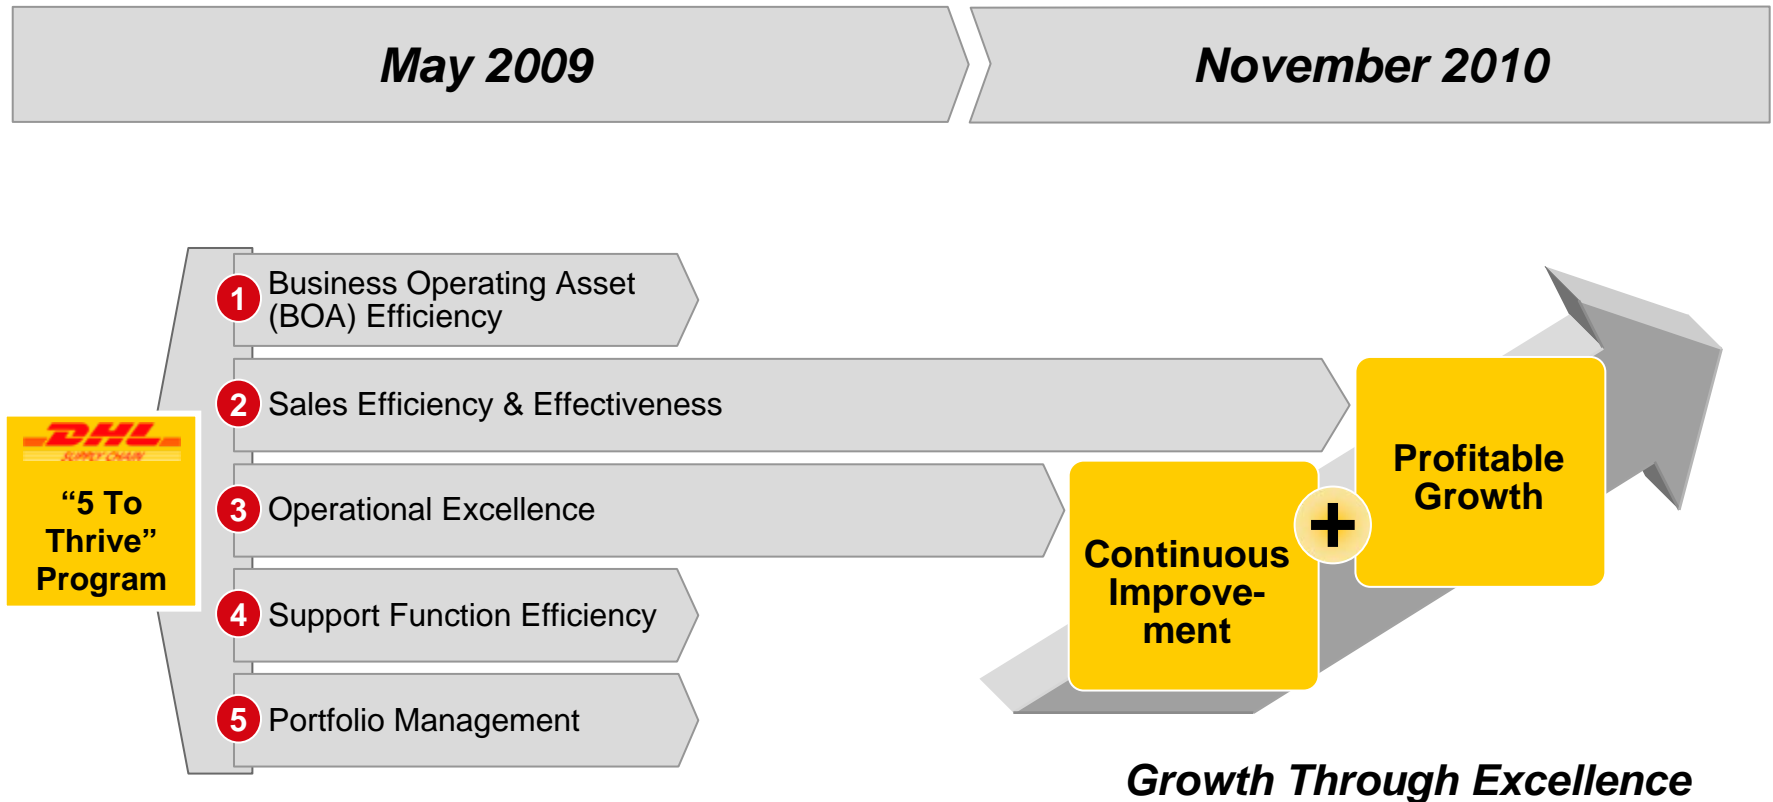 May 2009
November 2010
1
Business Operating Asset
(BOA) Efficiency
2
Sales Efficiency & Effectiveness
DHL
SUPPLY CHAIN
“5 To
Thrive”
Program
3
Operational Excellence
4
Support Function Efficiency
5
Portfolio Management
Continuous
Improve-
ment
+
Profitable
Growth
Growth Through Excellence